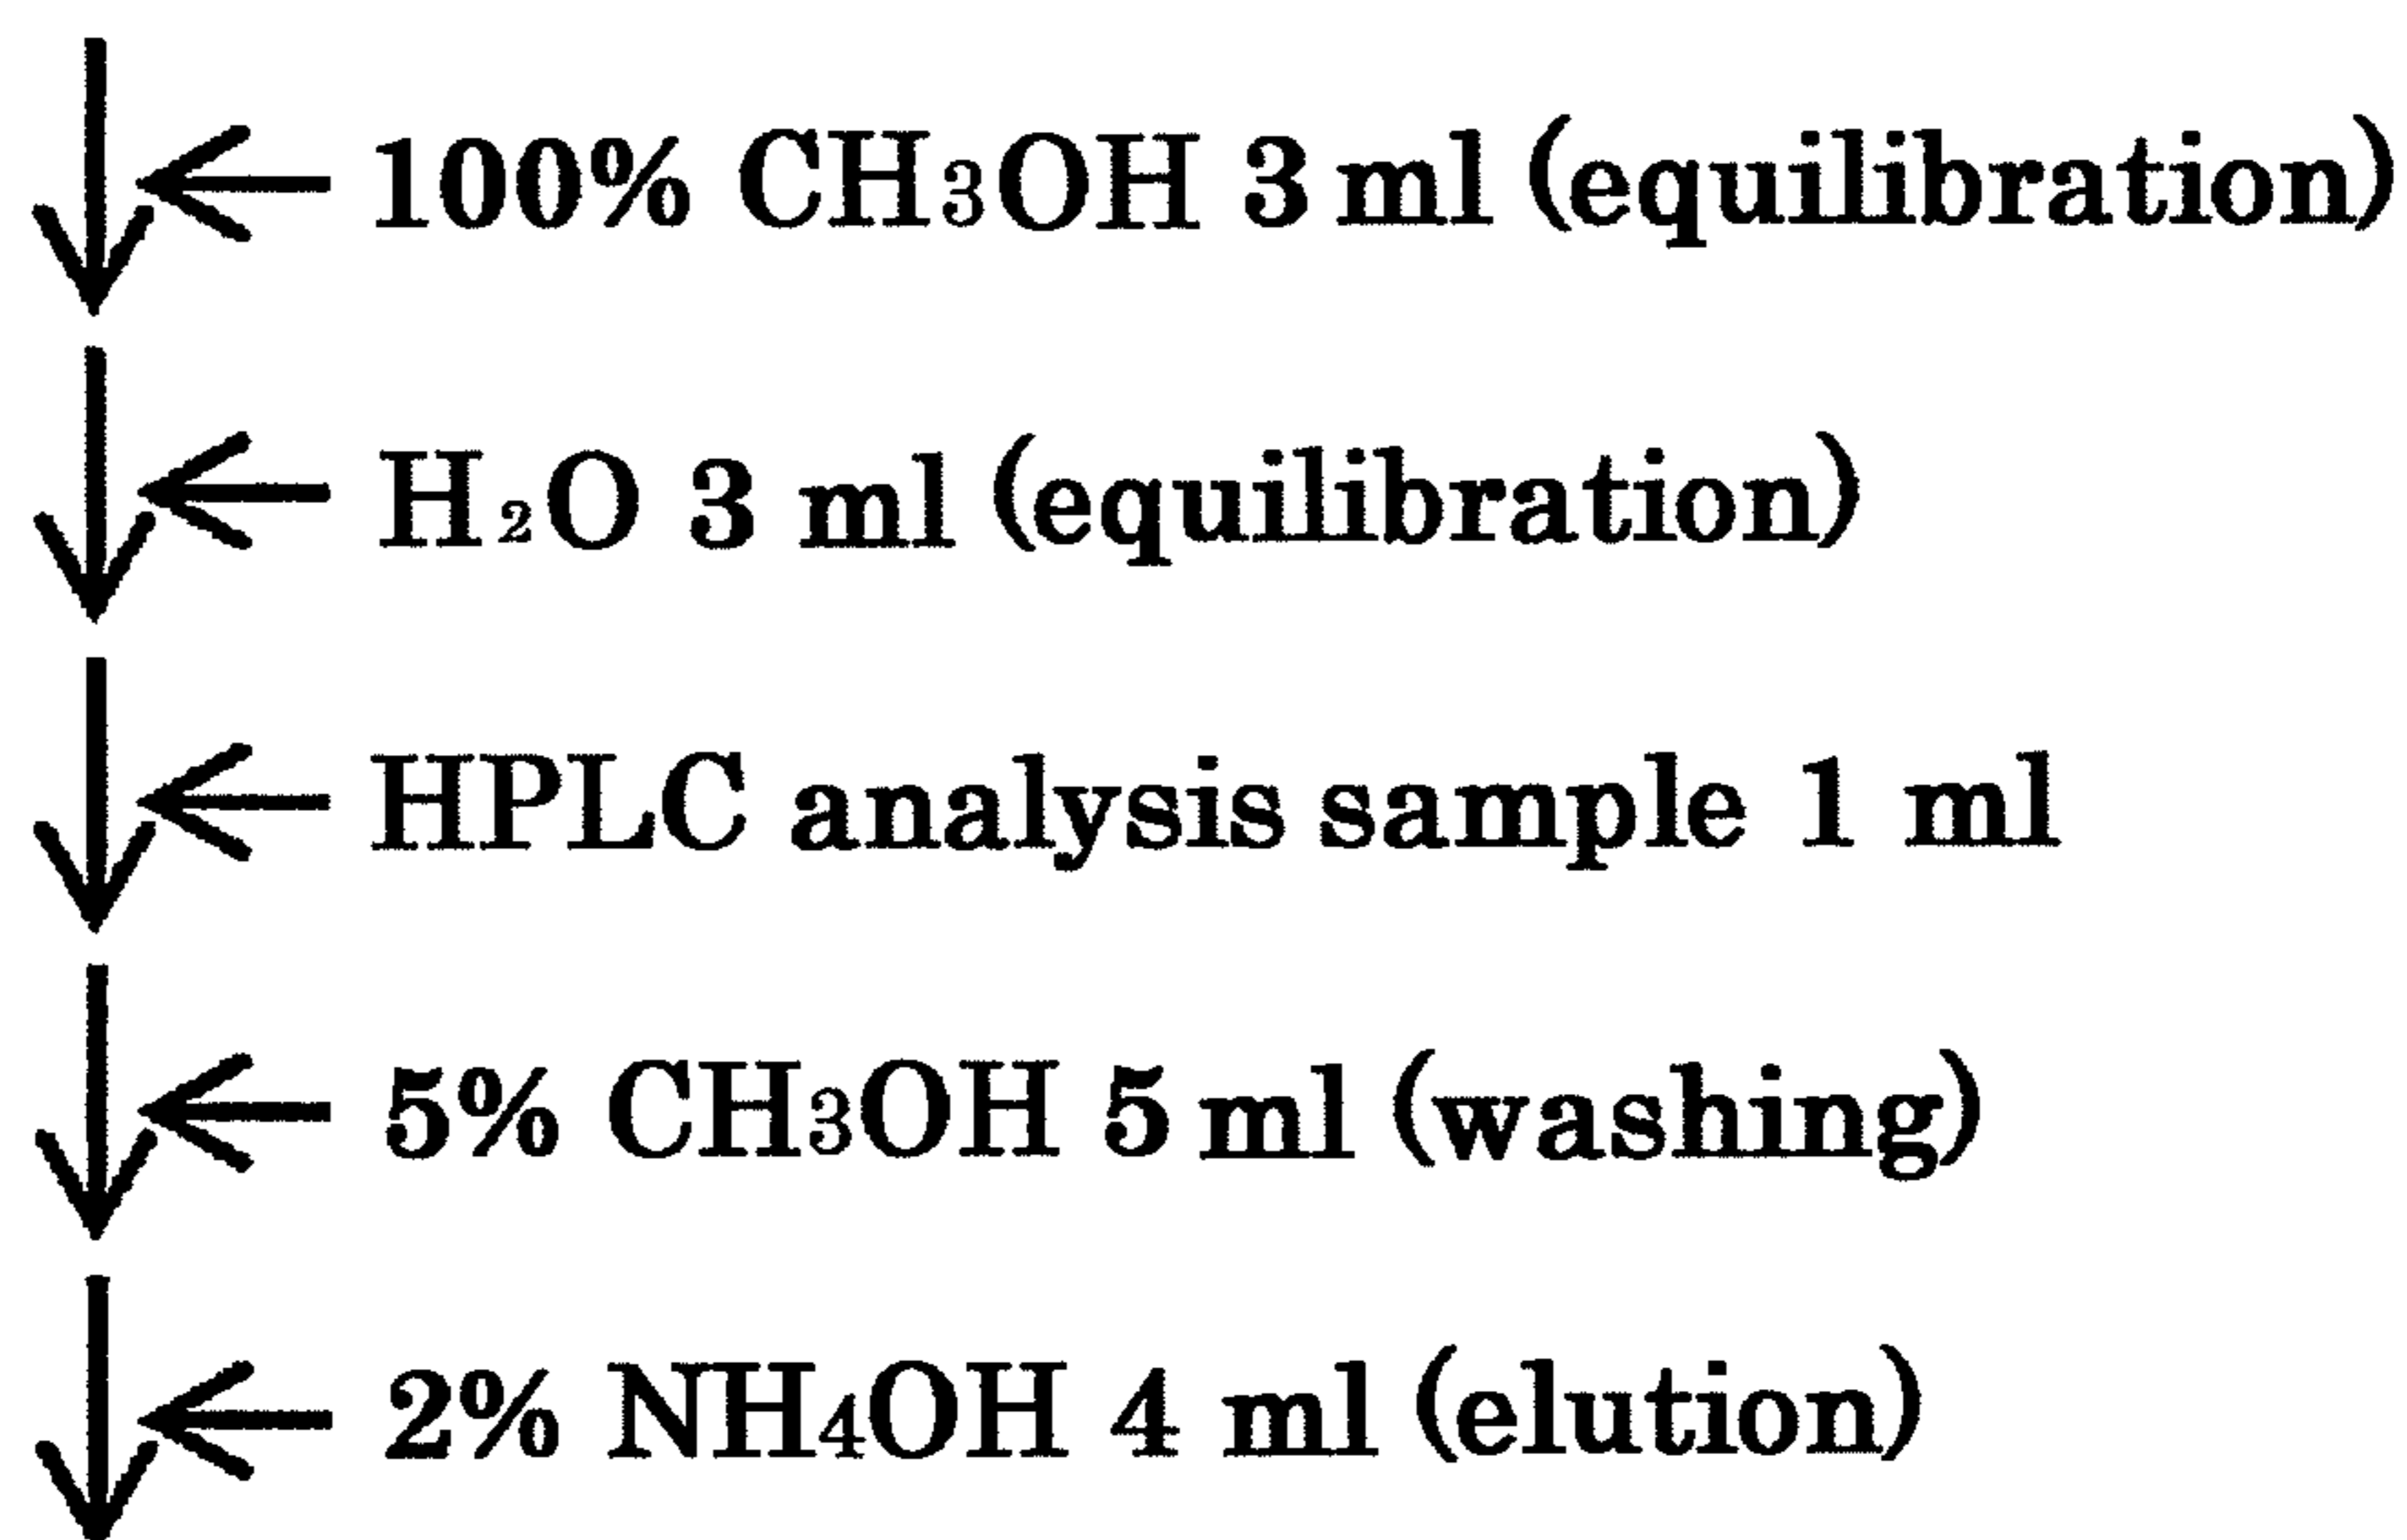 100% CH₃OH 3 ml (equilibration)
H₂O 3 ml (equilibration)
HPLC analysis sample 1 ml
5% CH₃OH 5 ml (washing)
2% NH₄OH 4 ml (elution)